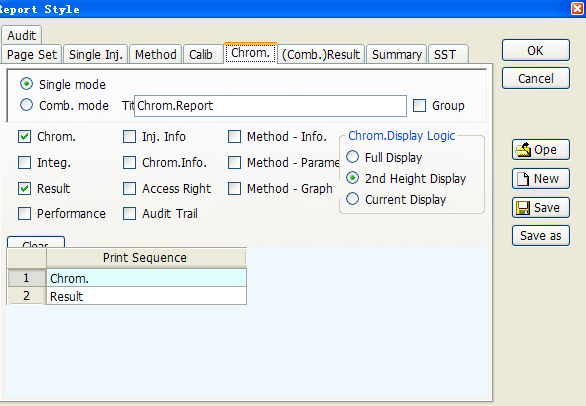 Report Style
Audit
Page Set Single Inj. Method Calib Chrom. (Comb.)Result Summary SST
OK
Cancel
Single mode
Comb. mode Tit Chrom.Report Group
Chrom. Inj. Info Method - Info.
Integ. Chrom.Info. Method - Parame
Result Access Right Method - Graph
Performance Audit Trail
Chrom.Display Logic
Full Display
2nd Height Display
Current Display
Ope
New
Save
Save as
Clear
Print Sequence
1 Chrom.
2 Result